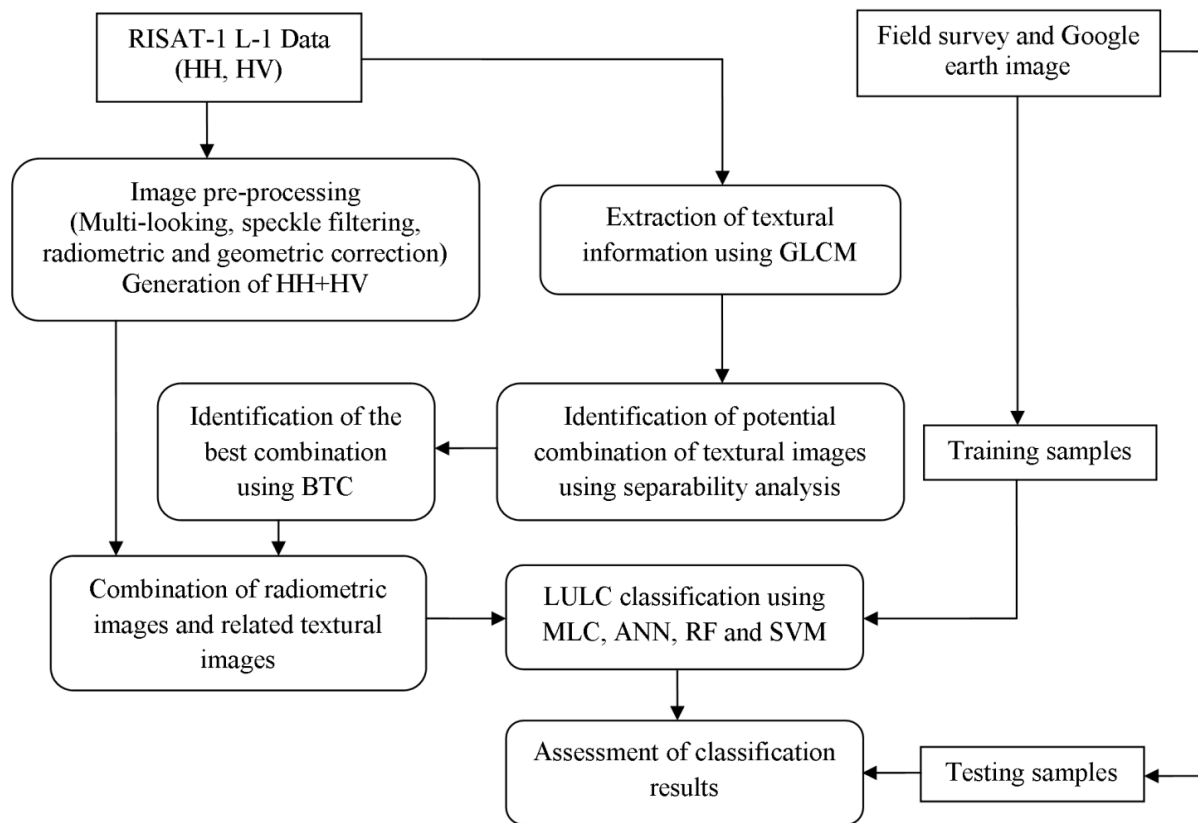 RISAT-1 L-1 Data
(HH, HV)
Field survey and Google
earth image
Image pre-processing
(Multi-looking, speckle filtering,
radiometric and geometric correction)
Generation of HH+HV
Extraction of textural
information using GLCM
Identification of the
best combination
using BTC
Identification of potential
combination of textural images
using separability analysis
Training samples
Combination of radiometric
images and related textural
images
LULC classification using
MLC, ANN, RF and SVM
Assessment of classification
results
Testing samples